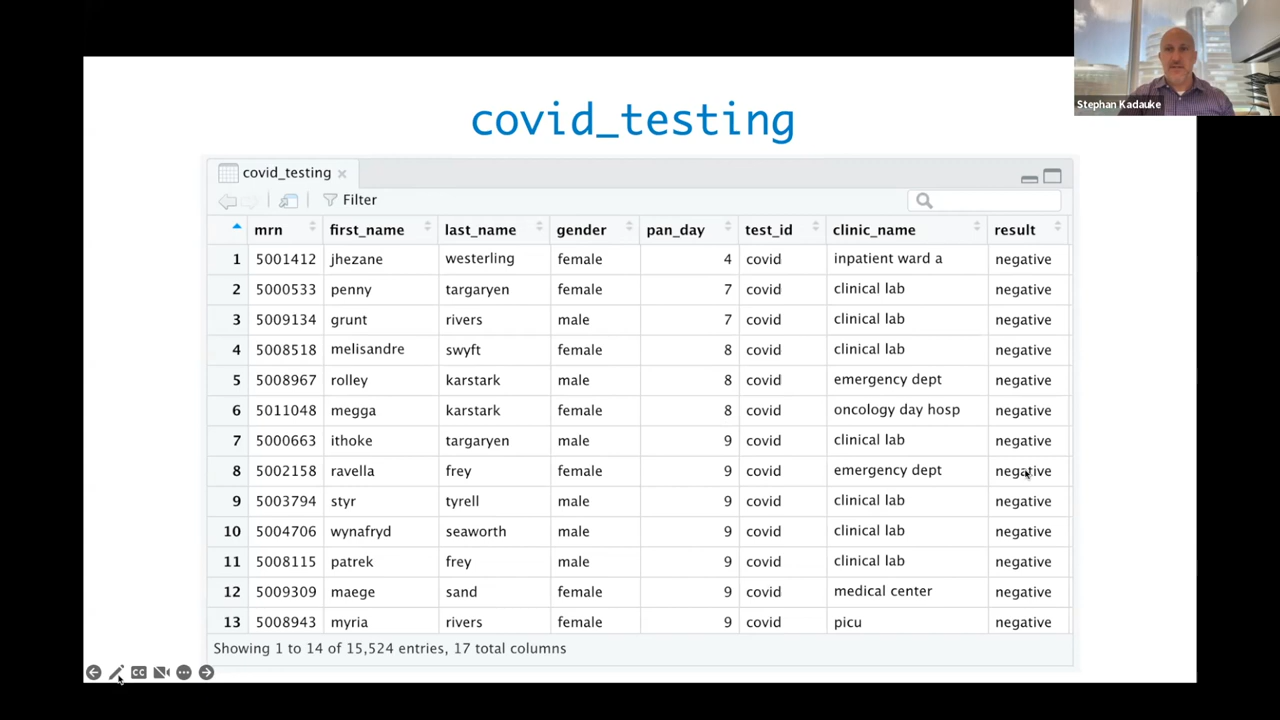 Stephan Kadauke
covid_testing
covid_testing
Filter
mrn first_name last_name gender pan_day test_id clinic_name result
1 5001412 jhezane westerling female 4 covid inpatient ward a negative
2 5000533 penny targaryen female 7 covid clinical lab negative
3 5009134 grunt rivers male 7 covid clinical lab negative
4 5008518 melisandre swyft female 8 covid clinical lab negative
5 5008967 rolley karstark male 8 covid emergency dept negative
6 5011048 megga karstark female 8 covid oncology day hosp negative
7 5000663 ithoke targaryen male 9 covid clinical lab negative
8 5002158 ravella frey female 9 covid emergency dept negative
9 5003794 styr tyrell male 9 covid clinical lab negative
10 5004706 wynafryd seaworth male 9 covid clinical lab negative
11 5008115 patrek frey male 9 covid clinical lab negative
12 5009309 maege sand female 9 covid medical center negative
13 5008943 myria rivers female 9 covid picu negative
Showing 1 to 14 of 15,524 entries, 17 total columns
CC